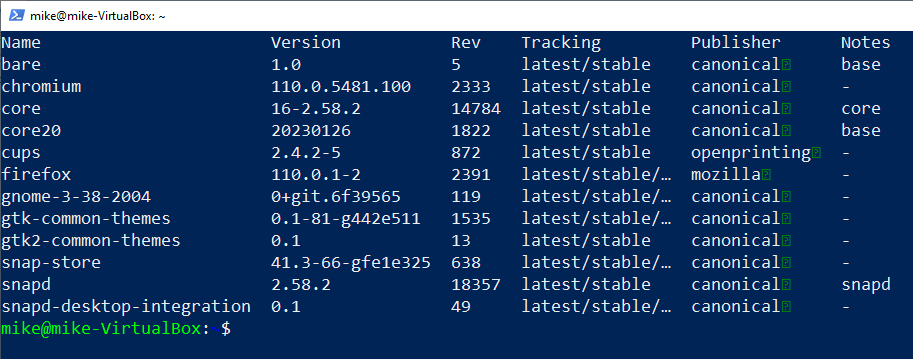 mike@mike-VirtualBox: ~
Name Version Rev Tracking Publisher Notes
bare 1.0 5 latest/stable canonical base
chromium 110.0.5481.100 2333 latest/stable canonical -
core 16-2.58.2 14784 latest/stable canonical core
core20 20230126 1822 latest/stable canonical base
cups 2.4.2-5 872 latest/stable openprinting -
firefox 110.0.1-2 2391 latest/stable/… mozilla -
gnome-3-38-2004 0+git.6f39565 119 latest/stable/… canonical -
gtk-common-themes 0.1-81-g442e511 1535 latest/stable/… canonical -
gtk2-common-themes 0.1 13 latest/stable canonical -
snap-store 41.3-66-gfe1e325 638 latest/stable/… canonical -
snapd 2.58.2 18357 latest/stable canonical snapd
snapd-desktop-integration 0.1 49 latest/stable/… canonical -
mike@mike-VirtualBox:~$